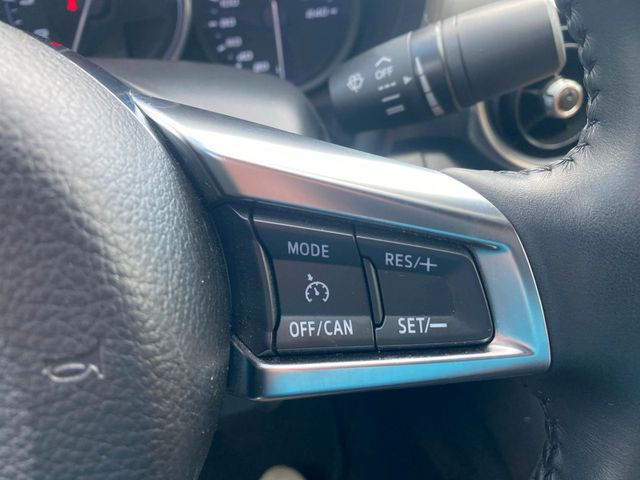 OFF
MODE
RES/+
OFF/CAN
SET/—